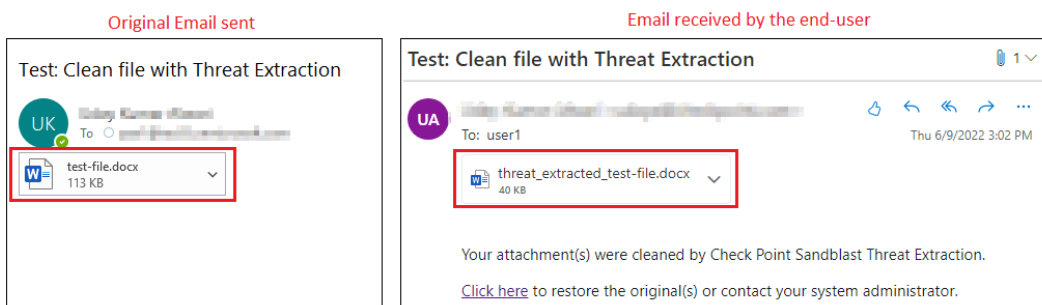 Original Email sent
Email received by the end-user
Test: Clean file with Threat Extraction
UK
To
test-file.docx
113 KB
Test: Clean file with Threat Extraction
1
UA
To: user1
Thu 6/9/2022 3:02 PM
threat_extracted_test-file.docx
40 KB
Your attachment(s) were cleaned by Check Point Sandblast Threat Extraction.
Click here to restore the original(s) or contact your system administrator.